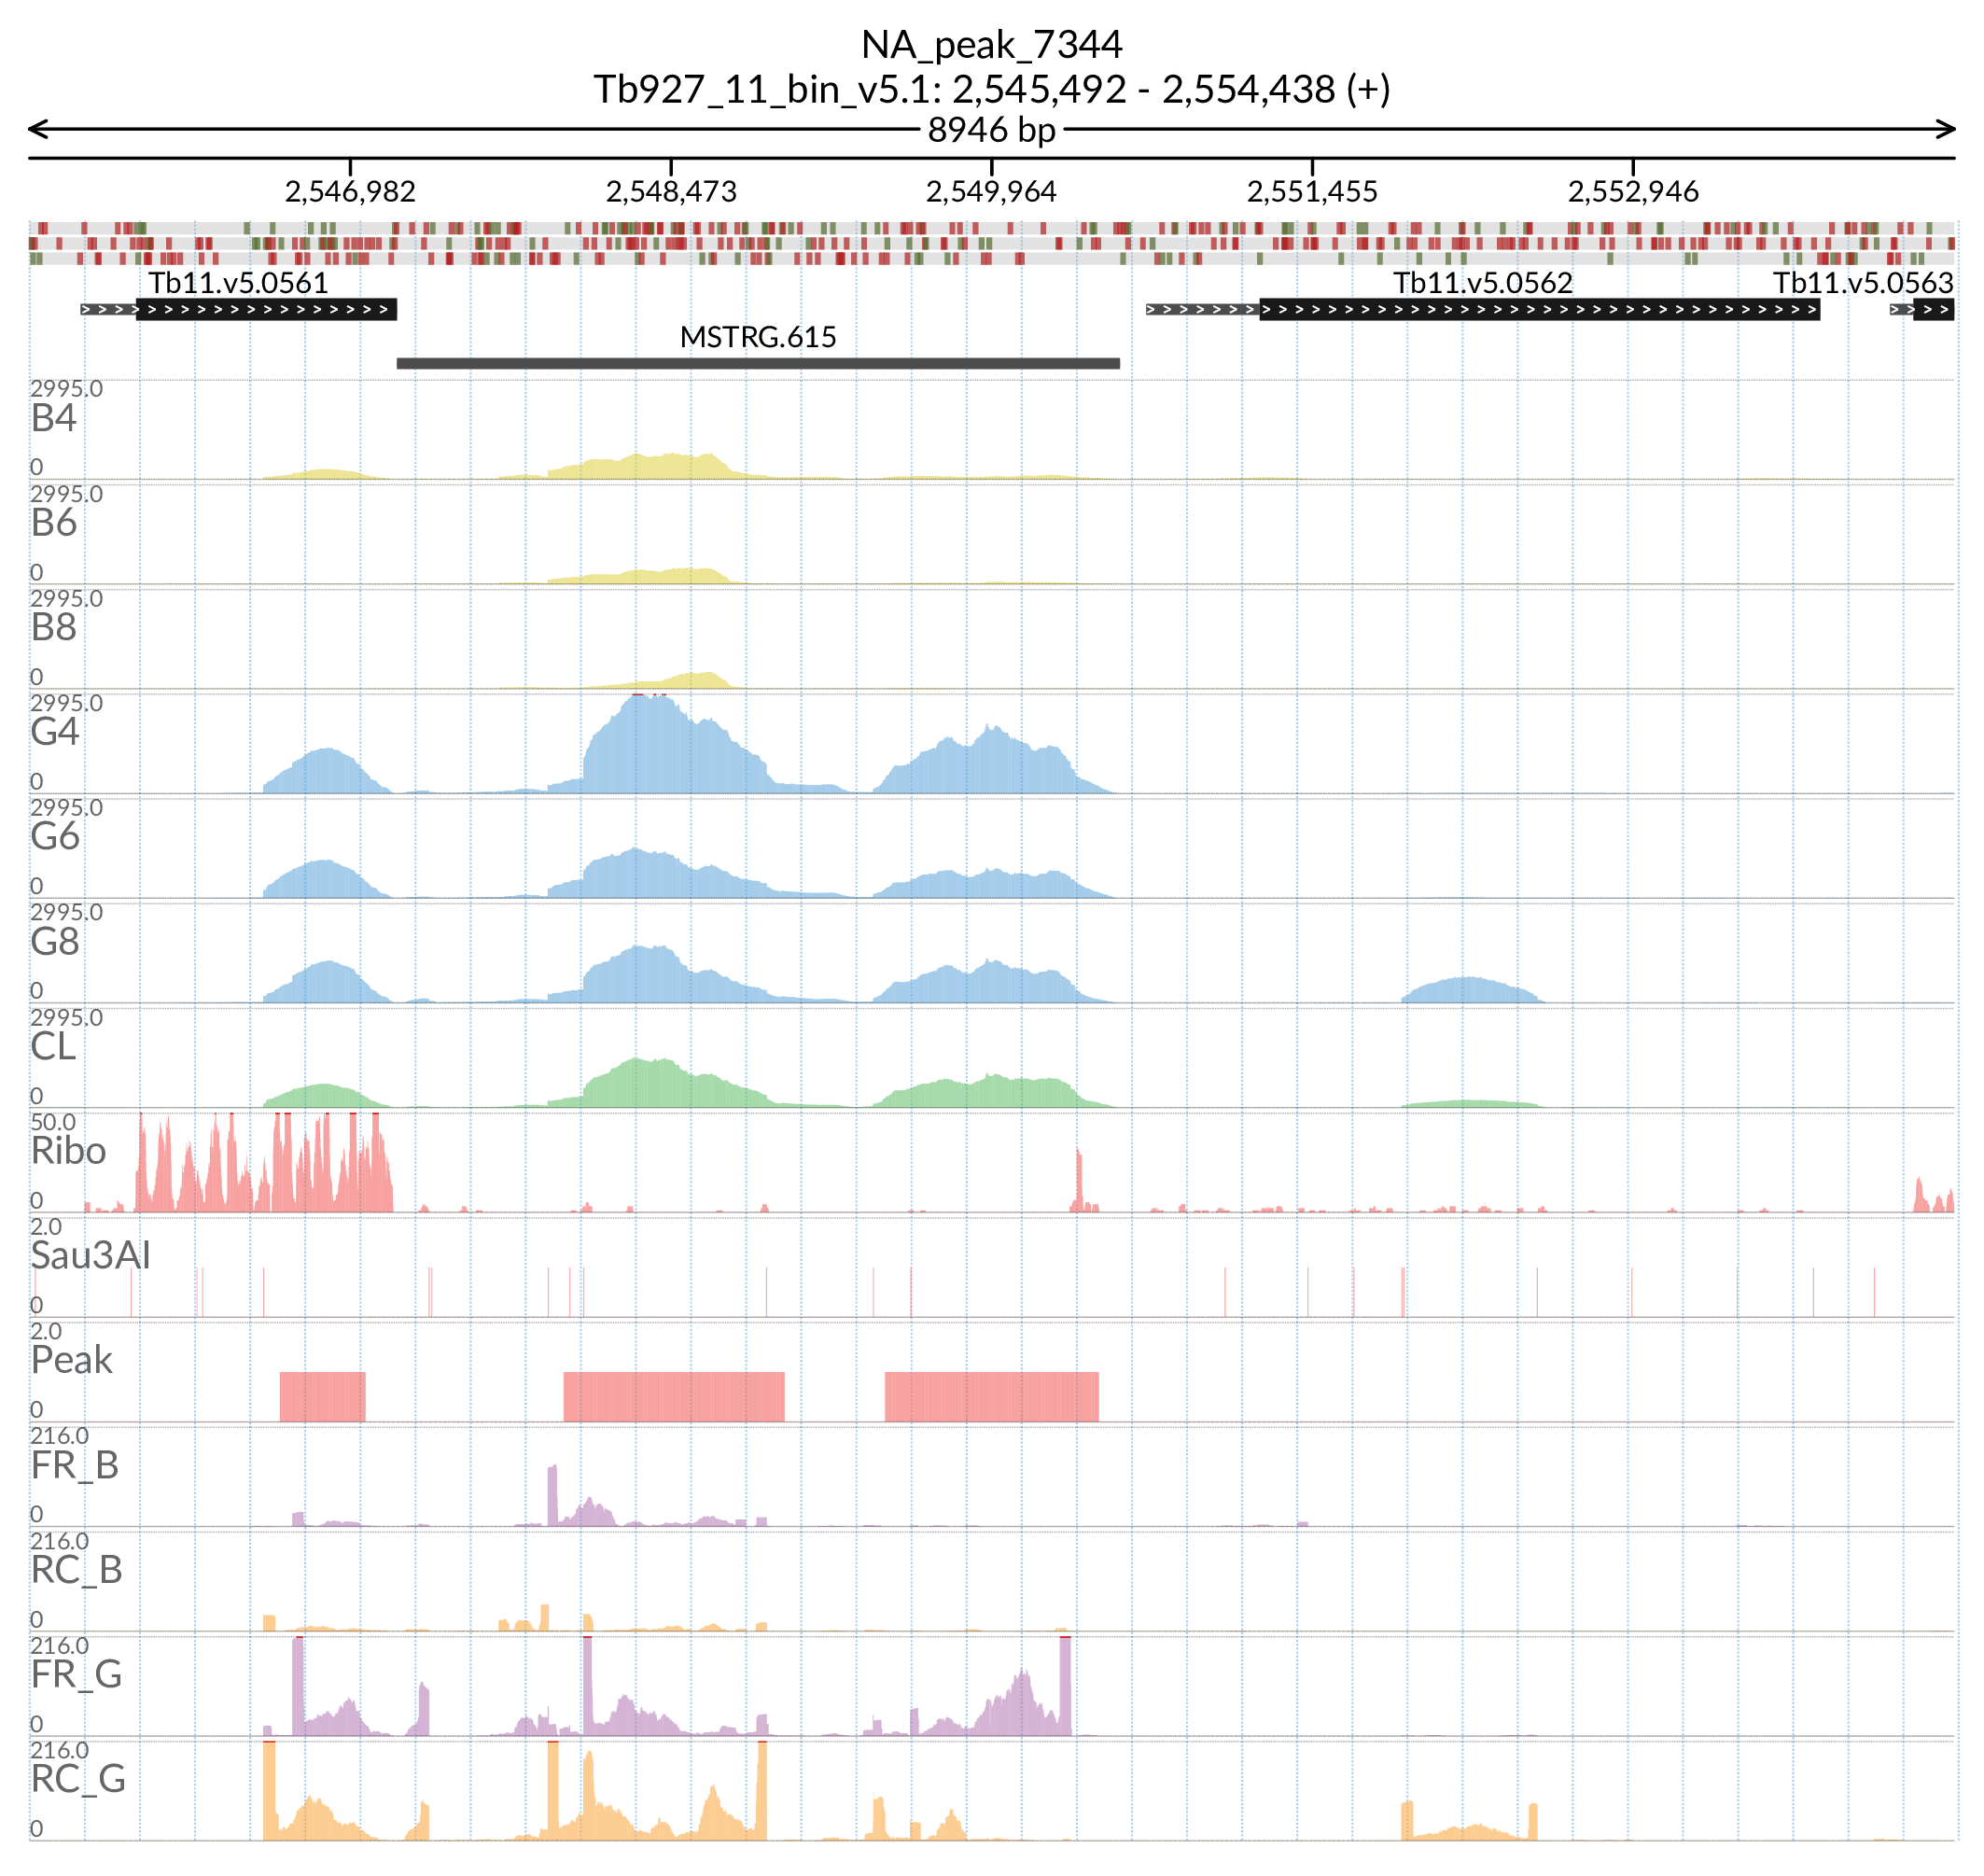 NA_peak_7344
Tb927_11_bin_v5.1: 2,545,492 - 2,554,438 (+)
8946 bp
2,546,982 2,548,473 2,549,964 2,551,455 2,552,946
Tb11.v5.0561 Tb11.v5.0562 Tb11.v5.0563
MSTRG.615
2995.0
B4
0
2995.0
B6
0
2995.0
B8
0
2995.0
G4
0
2995.0
G6
0
2995.0
G8
0
2995.0
CL
0
50.0
Ribo
0
2.0
Sau3AI
0
2.0
Peak
0
216.0
FR_B
0
216.0
RC_B
0
216.0
FR_G
0
216.0
RC_G
0